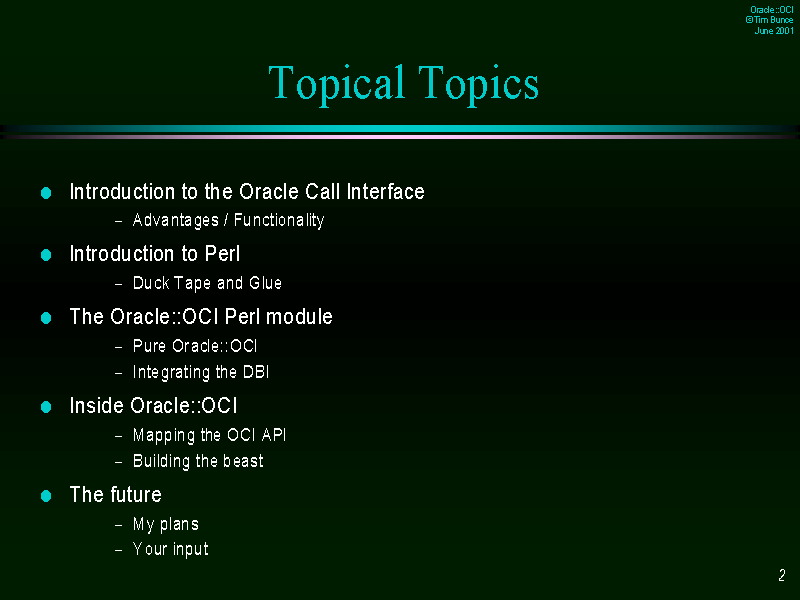 Oracle::OCI
©Tim Bunce
June 2001
Topical Topics
Introduction to the Oracle Call Interface
– Advantages / Functionality
Introduction to Perl
– Duck Tape and Glue
The Oracle::OCI Perl module
– Pure Oracle::OCI
– Integrating the DBI
Inside Oracle::OCI
– Mapping the OCI API
– Building the beast
The future
– My plans
– Your input
2